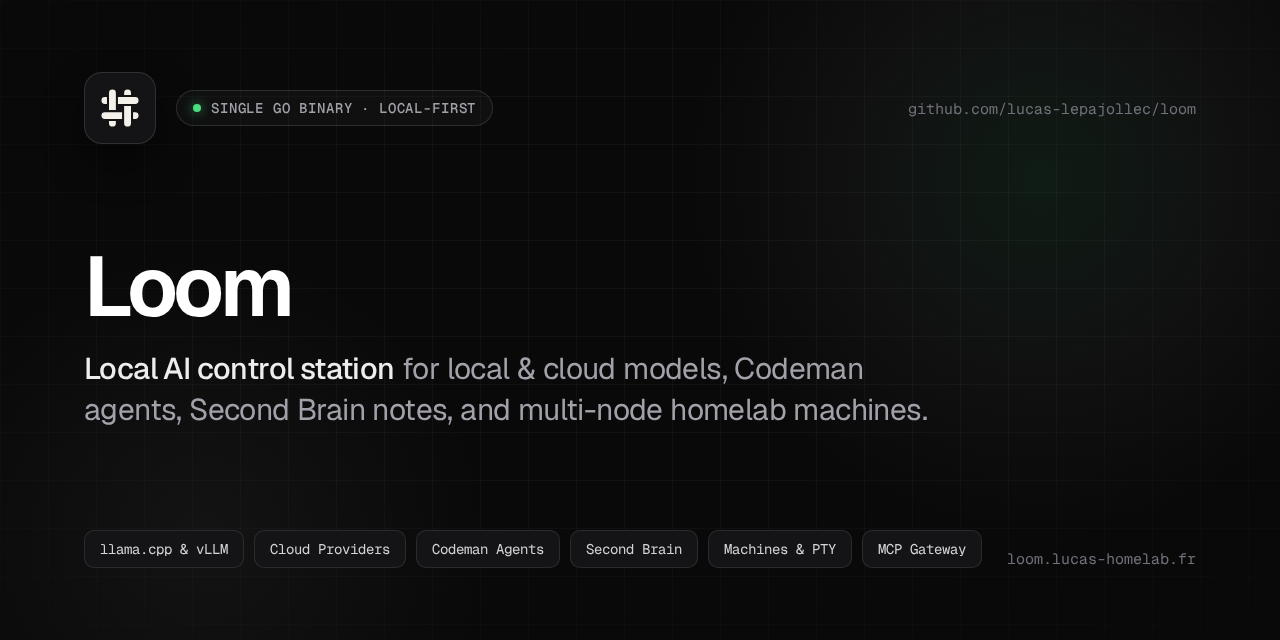 SINGLE GO BINARY · LOCAL-FIRST
github.com/lucas-lepajollec/loom
Loom
Local AI control station for local & cloud models, Codeman
agents, Second Brain notes, and multi-node homelab machines.
llama.cpp & vLLM
Cloud Providers
Codeman Agents
Second Brain
Machines & PTY
MCP Gateway
loom.lucas-homelab.fr